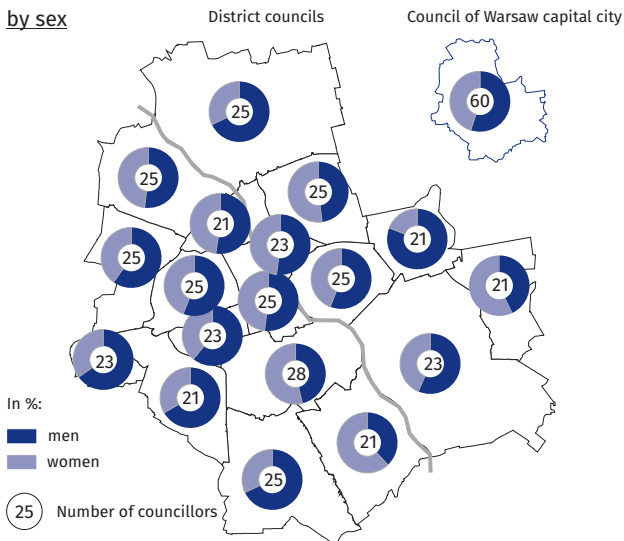 by sex
District councils
Council of Warsaw capital city
60
25
25
25
21
23
21
25
25
25
21
25
23
23
23
28
21
21
25
In %:
men
women
25 Number of councillors